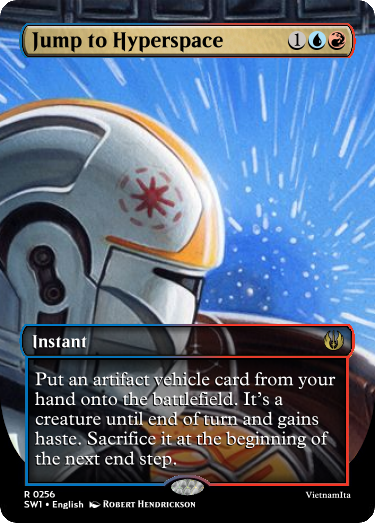 Jump to Hyperspace 1
Instant
Put an artifact vehicle card from your
hand onto the battlefield. It's a
creature until end of turn and gains
haste. Sacrifice it at the beginning of
the next end step.
R 0256
SW1 • English ROBERT HENDRICKSON
VietnamIta